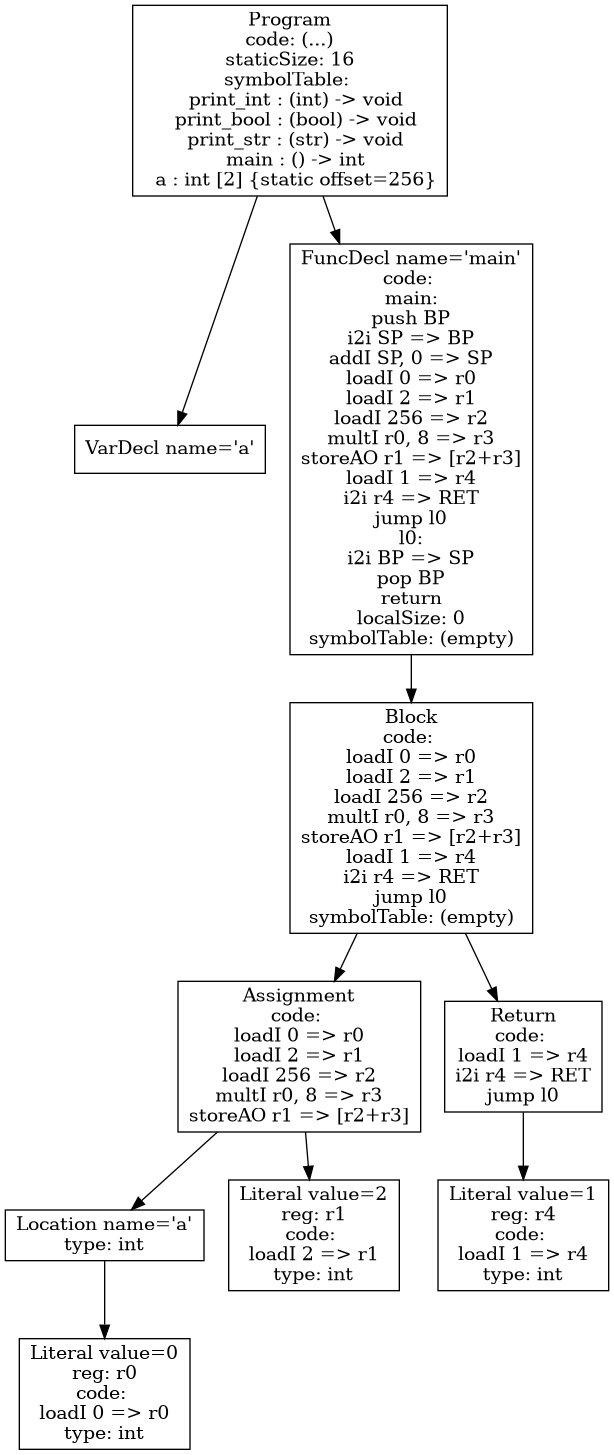 Program
code: (...)
staticSize: 16
symbolTable:
print_int : (int) -> void
print_bool : (bool) -> void
print_str : (str) -> void
main : () -> int
a : int [2] {static offset=256}
VarDecl name='a'
FuncDecl name='main'
code:
main:
push BP
i2i SP => BP
addI SP, 0 => SP
loadI 0 => r0
loadI 2 => r1
loadI 256 => r2
multI r0, 8 => r3
storeAO r1 => [r2+r3]
loadI 1 => r4
i2i r4 => RET
jump l0
l0:
i2i BP => SP
pop BP
return
localSize: 0
symbolTable: (empty)
Block
code:
loadI 0 => r0
loadI 2 => r1
loadI 256 => r2
multI r0, 8 => r3
storeAO r1 => [r2+r3]
loadI 1 => r4
i2i r4 => RET
jump l0
symbolTable: (empty)
Assignment
code:
loadI 0 => r0
loadI 2 => r1
loadI 256 => r2
multI r0, 8 => r3
storeAO r1 => [r2+r3]
Return
code:
loadI 1 => r4
i2i r4 => RET
jump l0
Location name='a'
type: int
Literal value=2
reg: r1
code:
loadI 2 => r1
type: int
Literal value=1
reg: r4
code:
loadI 1 => r4
type: int
Literal value=0
reg: r0
code:
loadI 0 => r0
type: int